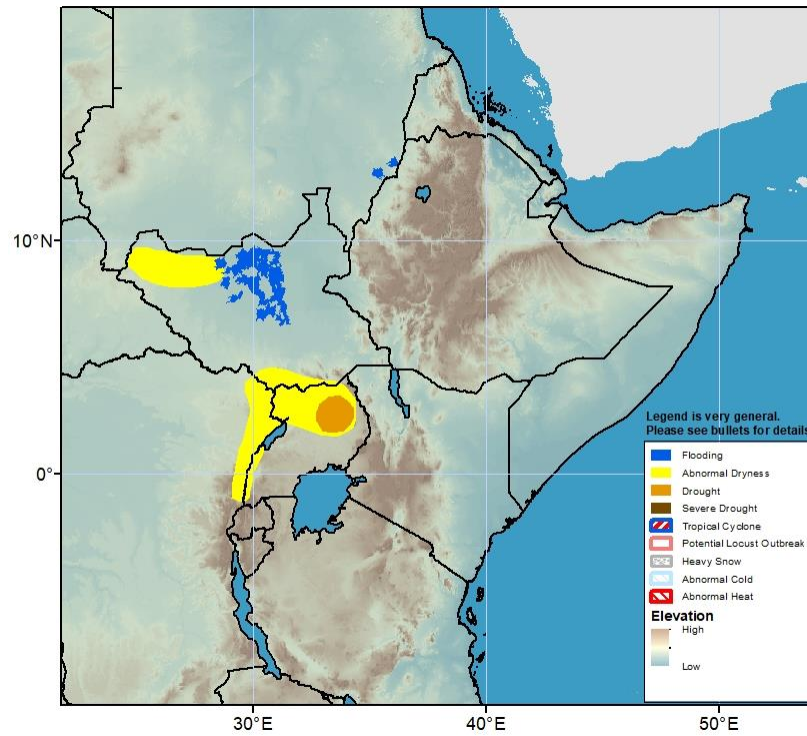 10°N
0°
30°E
40°E
50°E
Legend is very general.
Please see bullets for details
Flooding
Abnormal Dryness
Drought
Severe Drought
Tropical Cyclone
Potential Locust Outbreak
Heavy Snow
Abnormal Cold
Abnormal Heat
Elevation
High
Low